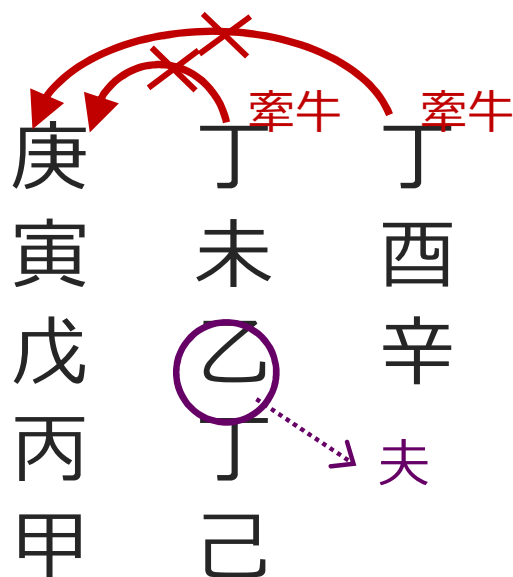 牽牛 牽牛
庚 丁 丁
寅 未 酉
戊 乙 辛
丙 丁 夫
甲 己